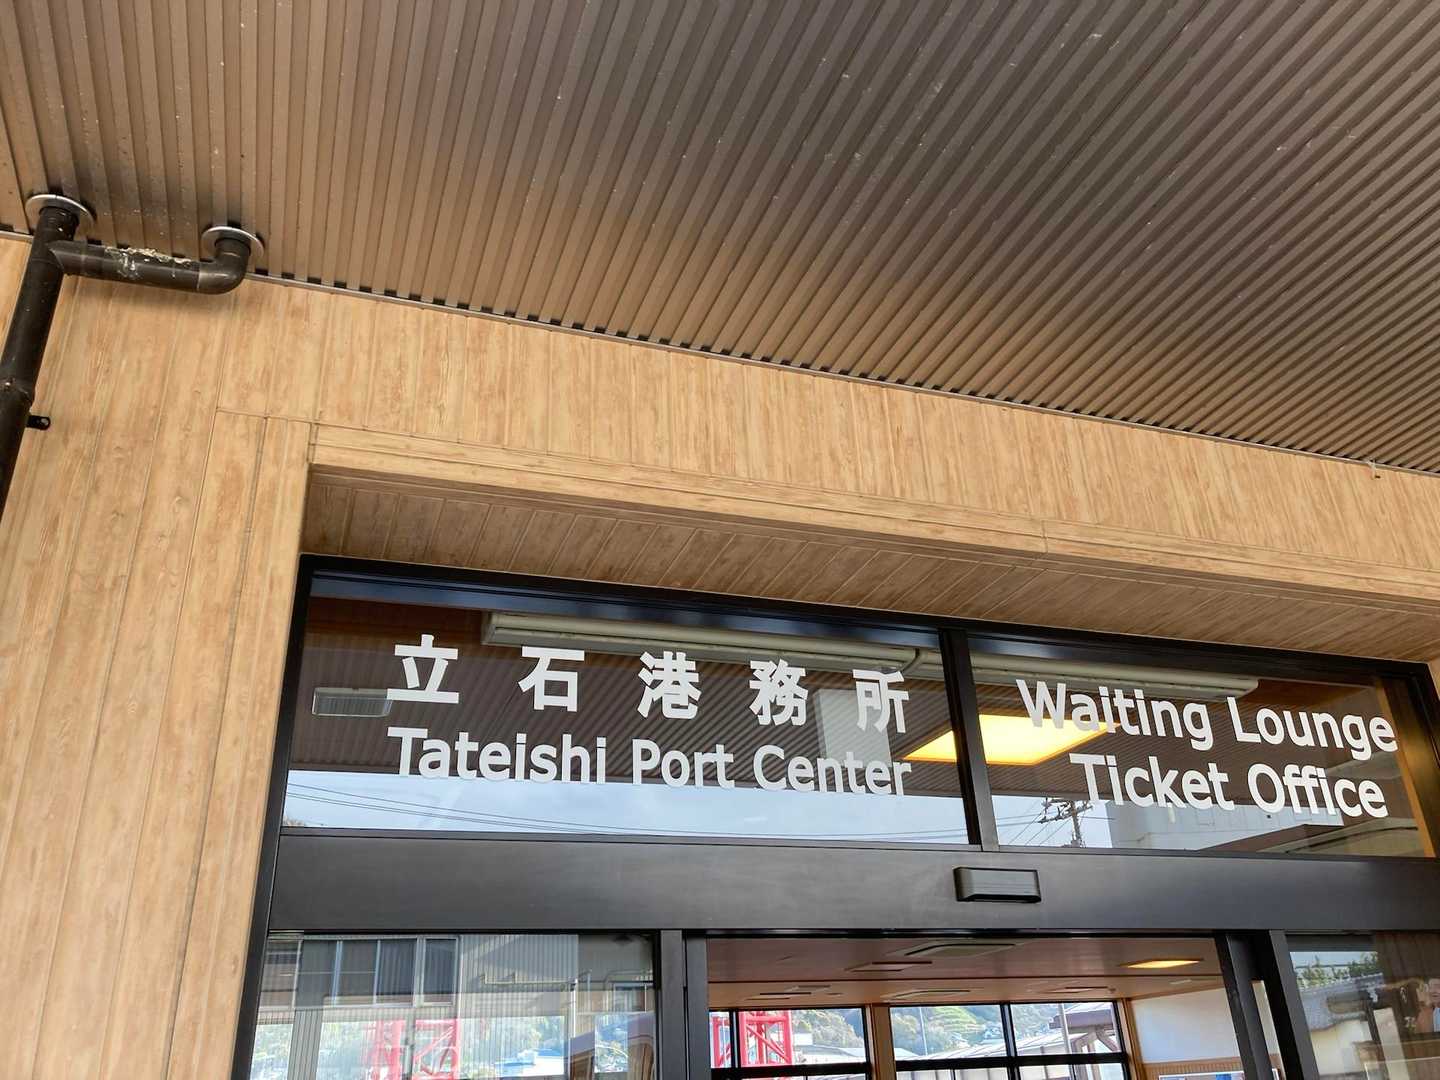 立石港務所
Tateishi Port Center
Waiting Lounge
Ticket Office